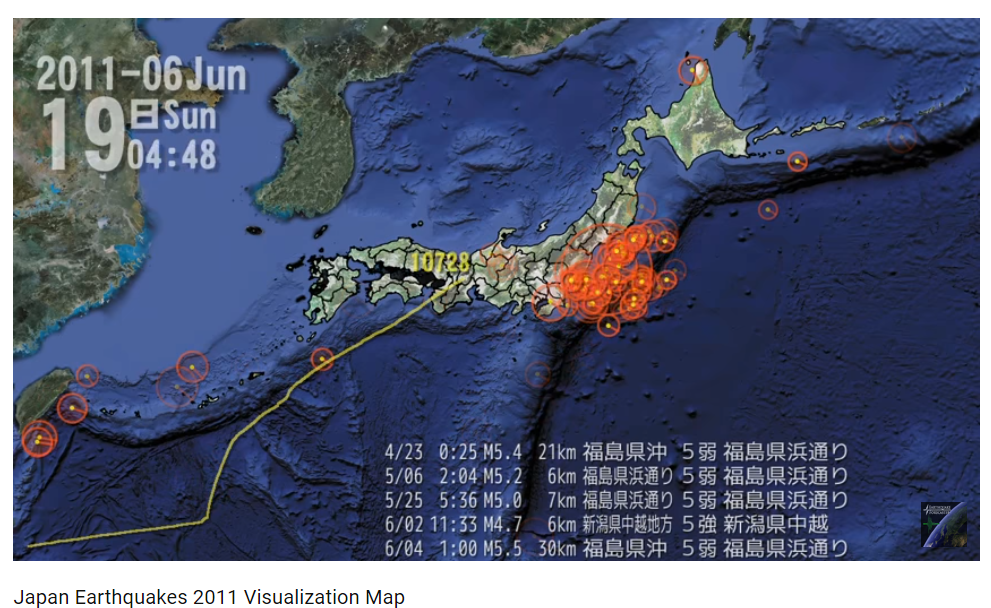 2011-06Jun
19日Sun
04:48
10728
4/23 0:25 M5.4 21km 福島県沖 5弱 福島県浜通り
5/06 2:04 M5.2 6km 福島県浜通り 5弱 福島県浜通り
5/25 5:36 M5.0 7km 福島県浜通り 5弱 福島県浜通り
6/02 11:33 M4.7 6km 新潟県中越地方 5強 新潟県中越
6/04 1:00 M5.5 30km 福島県沖 5弱 福島県浜通り
Japan Earthquakes 2011 Visualization Map